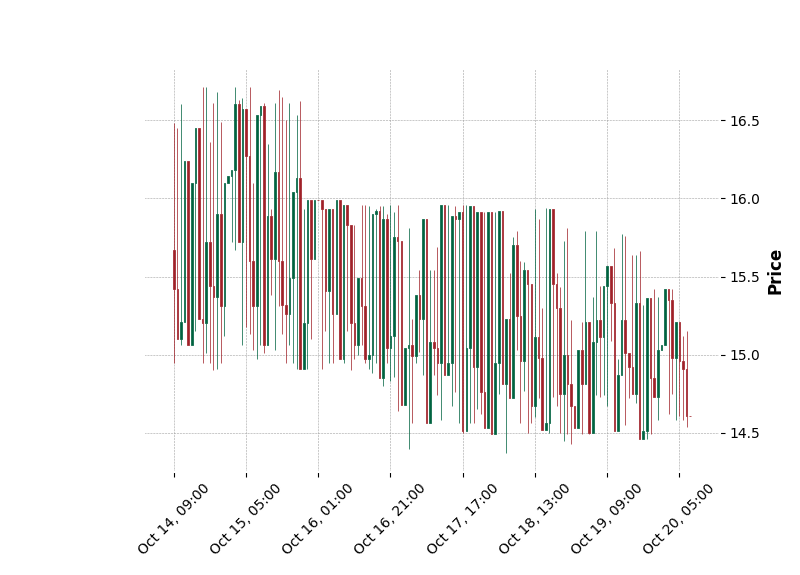 16.5
16.0
15.5
15.0
14.5
Price
Oct 14, 09:00
Oct 15, 05:00
Oct 16, 01:00
Oct 16, 21:00
Oct 17, 17:00
Oct 18, 13:00
Oct 19, 09:00
Oct 20, 05:00